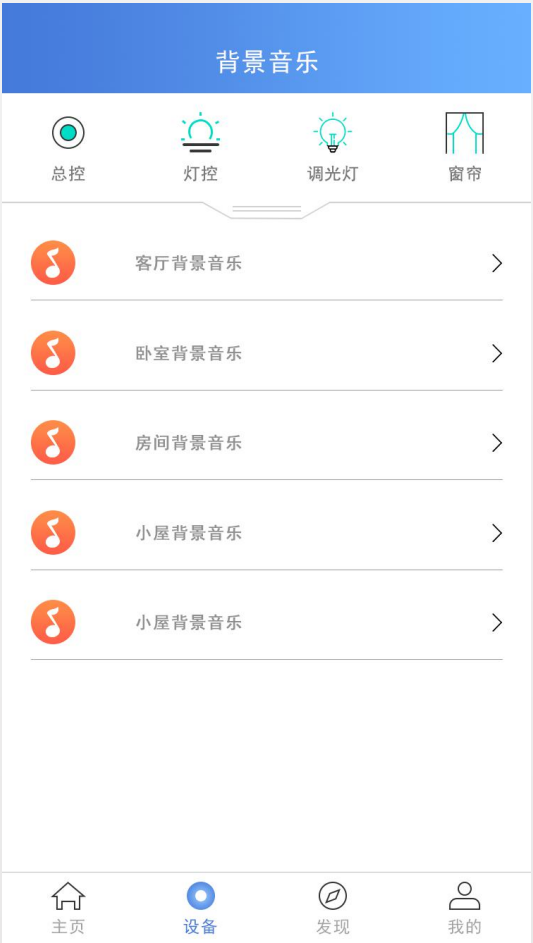 背景音乐
总控 灯控 调光灯 窗帘
客厅背景音乐
卧室背景音乐
房间背景音乐
小屋背景音乐
小屋背景音乐
主页 设备 发现 我的